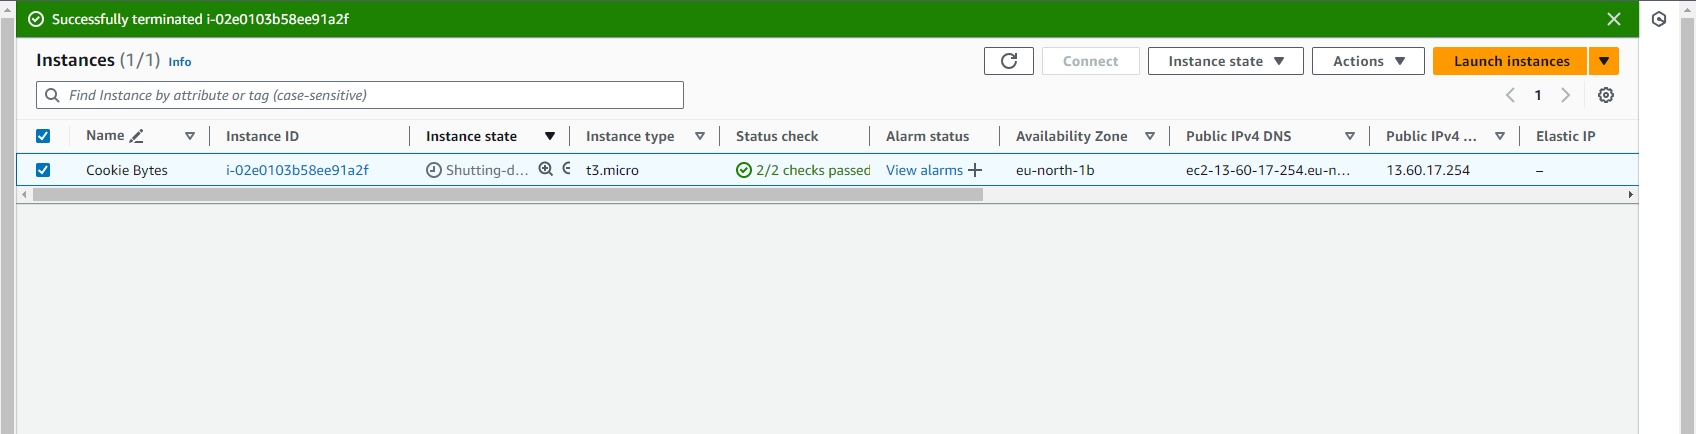 Successfully terminated i-02e0103b58ee91a2f
Instances (1/1) Info
Connect
Instance state
Actions
Launch instances
Find Instance by attribute or tag (case-sensitive)
1
Name Instance ID Instance state Instance type Status check Alarm status Availability Zone Public IPv4 DNS Public IPv4 ... Elastic IP
Cookie Bytes i-02e0103b58ee91a2f Shutting-d... t3.micro 2/2 checks passed View alarms + eu-north-1b ec2-13-60-17-254.eu-n... 13.60.17.254 –